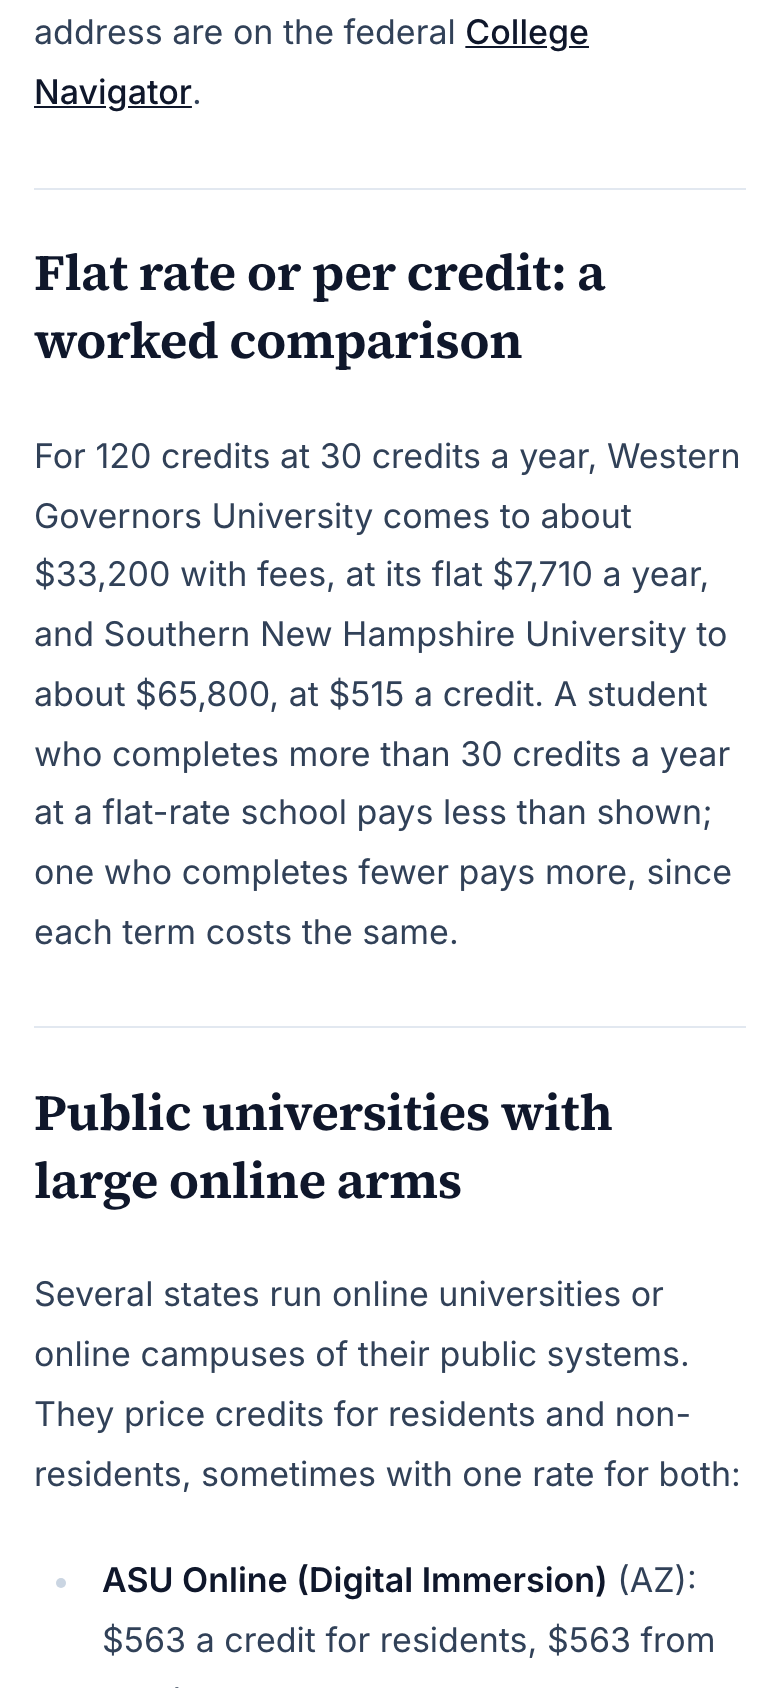 address are on the federal College
Navigator.
Flat rate or per credit: a
worked comparison
For 120 credits at 30 credits a year, Western
Governors University comes to about
$33,200 with fees, at its flat $7,710 a year,
and Southern New Hampshire University to
about $65,800, at $515 a credit. A student
who completes more than 30 credits a year
at a flat-rate school pays less than shown;
one who completes fewer pays more, since
each term costs the same.
Public universities with
large online arms
Several states run online universities or
online campuses of their public systems.
They price credits for residents and non-
residents, sometimes with one rate for both:
• ASU Online (Digital Immersion) (AZ):
$563 a credit for residents, $563 from